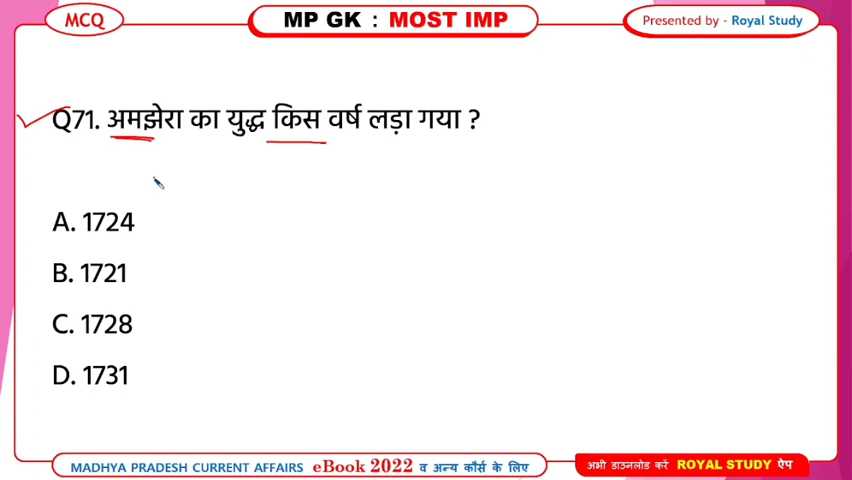 MCQ
MP GK : MOST IMP
Presented by - Royal Study
Q71. अमझेरा का युद्ध किस वर्ष लड़ा गया ?
A. 1724
B. 1721
C. 1728
D. 1731
MADHYA PRADESH CURRENT AFFAIRS eBook 2022 व अन्य कौर्स के लिए
अभी डाउनलोड करें ROYAL STUDY ऐप